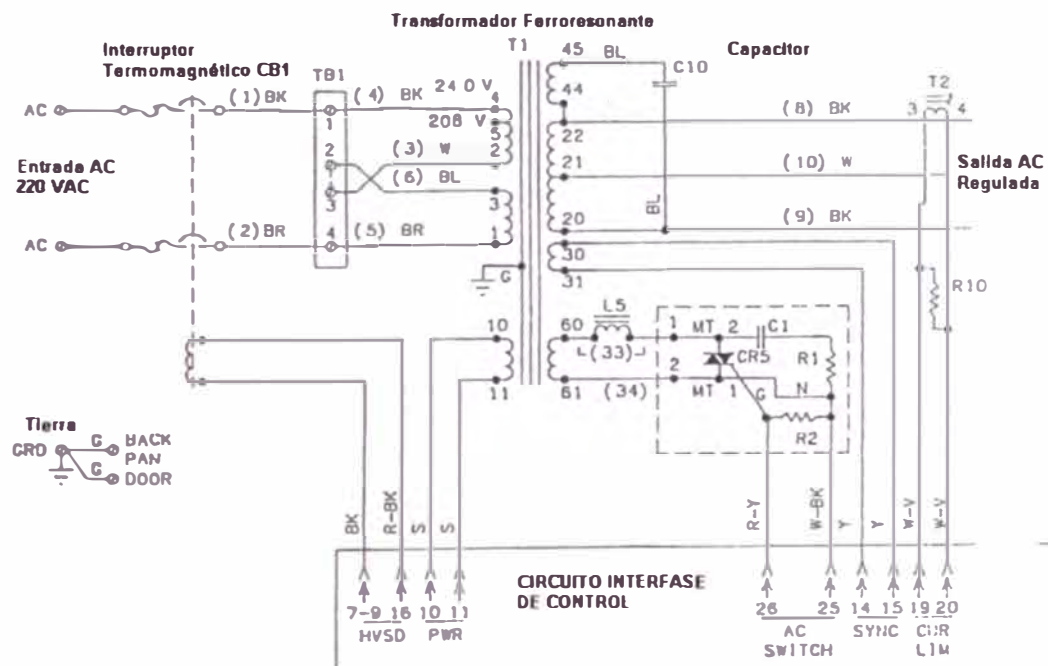 Transformador Ferroresonante
Interruptor
Termomagnético CB1
TB1
T1
45
BL
Capacitor
C10
T2
AC
(1) BK
(4) BK
240 V
4
44
3
4
1
208 V
5
22
(8) BK
2
(3) W
2
21
(10) W
Entrada AC
220 VAC
(6) BL
Salida AC
Regulada
3
3
BL
20
(9) BK
AC
(2) BR
4
(5) BR
1
30
G
31
R10
L5
10
60
(33)
1
MT
2
C1
CR5
R1
2
11
61
(34)
MT
1
G
N
R2
Tierra
GRD
G
BACK
PAN
G
DOOR
BK
R-BK
S
S
R-Y
W-BK
Y
Y
W-V
W-V
CIRCUITO INTERFASE
DE CONTROL
7-9
16
10
11
26
25
14
15
19
20
HVSD
PWR
AC
SWITCH
SYNC
CUR
LIM